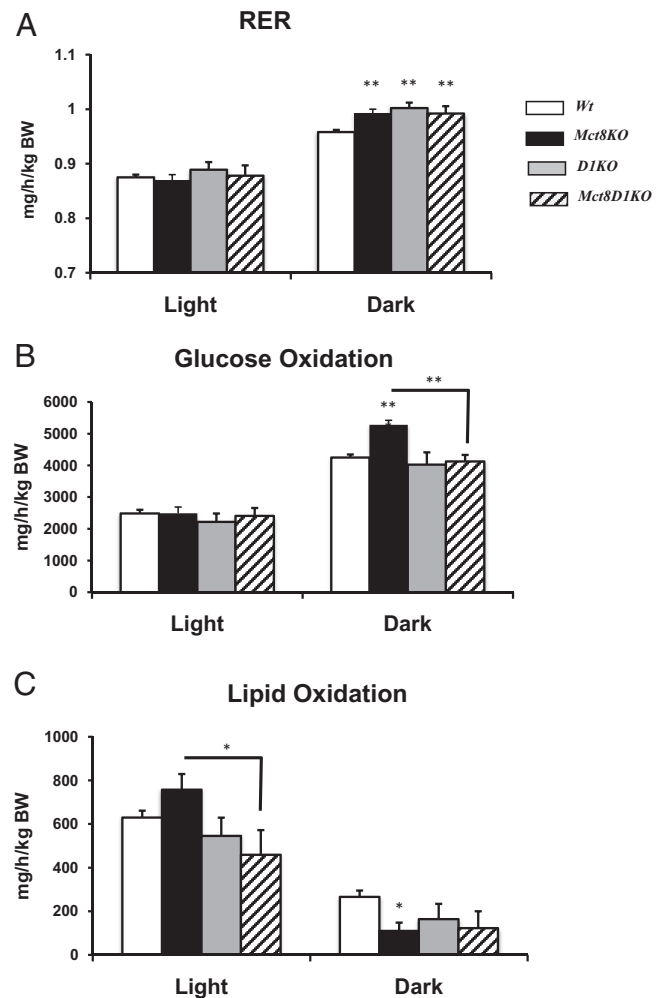 A
RER
1.1
1
0.9
0.8
0.7
mg/h/kg BW
** ** **
Light
Dark
Wt
Mct8KO
D1KO
Mct8D1KO
B
Glucose Oxidation
6000
5000
4000
3000
2000
1000
0
mg/h/kg BW
**
**
Light
Dark
C
Lipid Oxidation
1000
800
600
400
200
0
mg/h/kg BW
*
*
Light
Dark